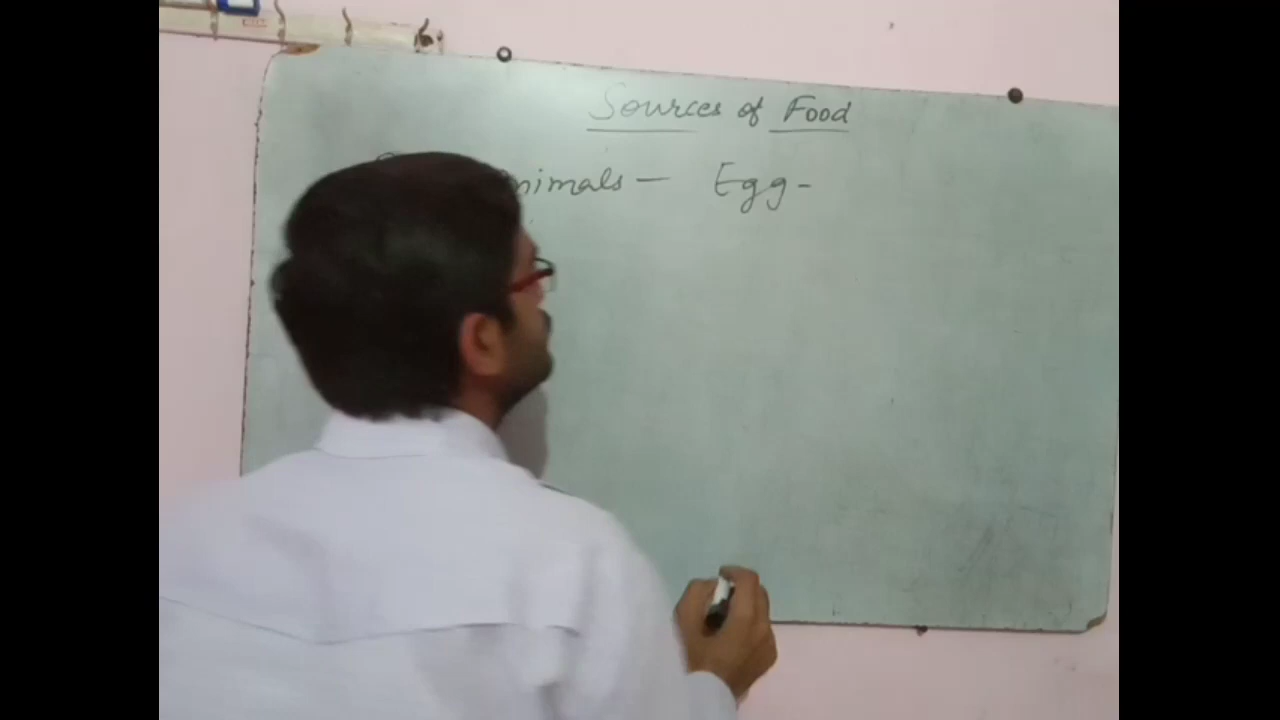 Sources of Food
nimals — Egg-